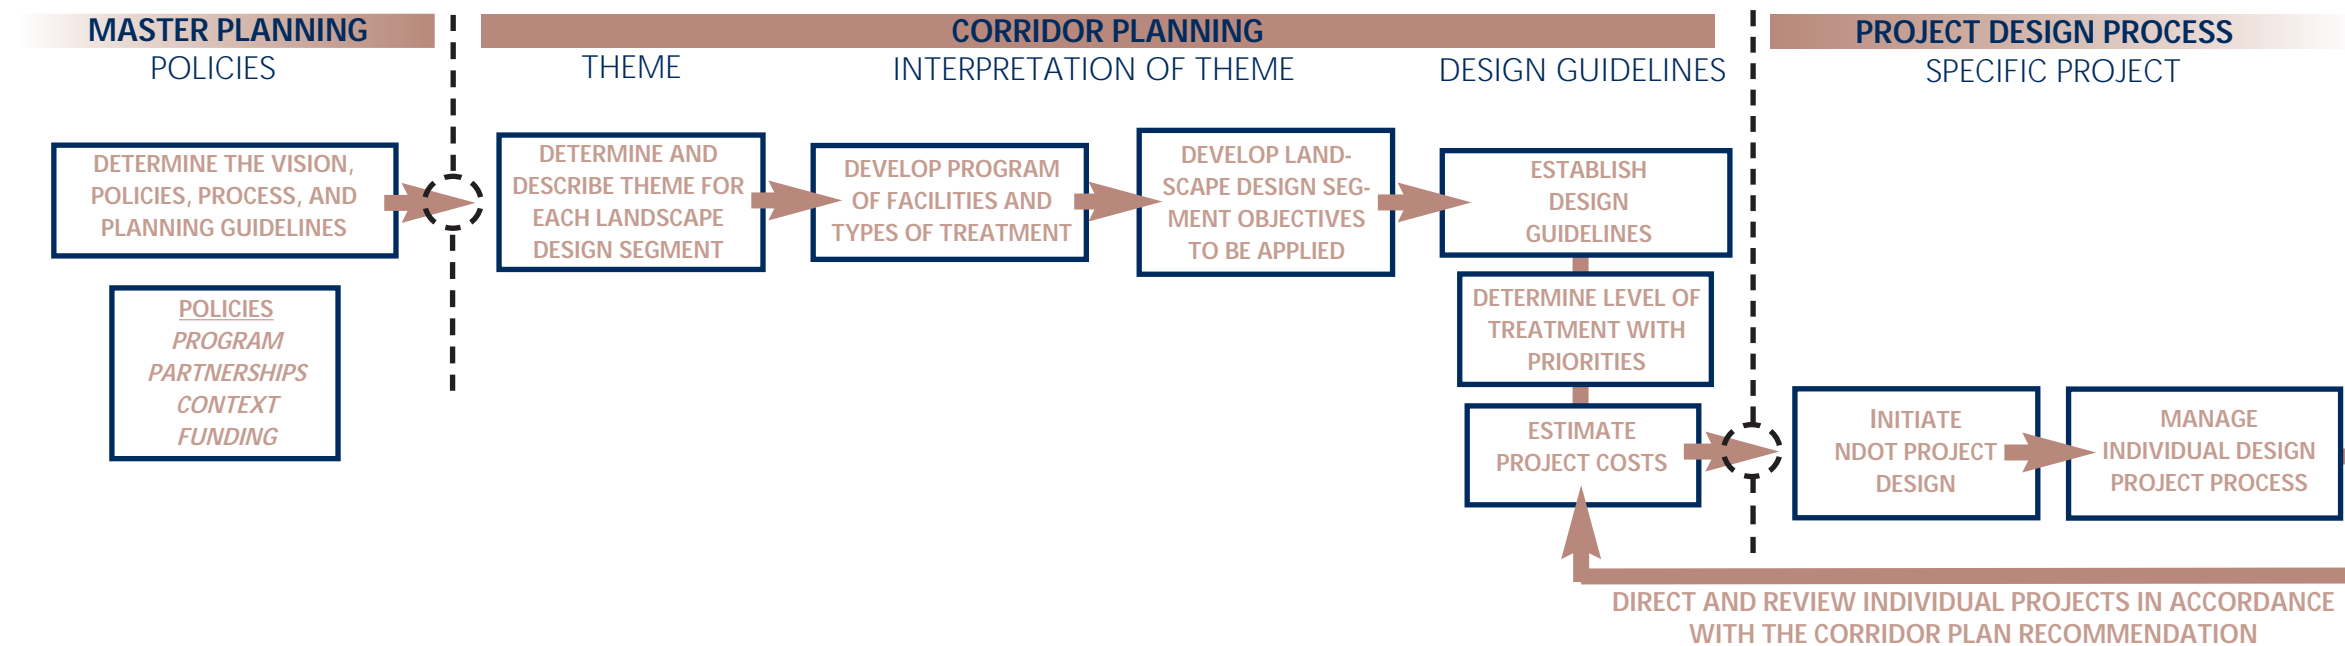 MASTER PLANNING
POLICIES
CORRIDOR PLANNING
THEME
INTERPRETATION OF THEME
DESIGN GUIDELINES
PROJECT DESIGN PROCESS
SPECIFIC PROJECT
DETERMINE THE VISION,
POLICIES, PROCESS, AND
PLANNING GUIDELINES
POLICIES
PROGRAM
PARTNERSHIPS
CONTEXT
FUNDING
DETERMINE AND
DESCRIBE THEME FOR
EACH LANDSCAPE
DESIGN SEGMENT
DEVELOP PROGRAM
OF FACILITIES AND
TYPES OF TREATMENT
DEVELOP LAND-
SCAPE DESIGN SEG-
MENT OBJECTIVES
TO BE APPLIED
ESTABLISH
DESIGN
GUIDELINES
DETERMINE LEVEL OF
TREATMENT WITH
PRIORITIES
ESTIMATE
PROJECT COSTS
INITIATE
NDOT PROJECT
DESIGN
MANAGE
INDIVIDUAL DESIGN
PROJECT PROCESS
DIRECT AND REVIEW INDIVIDUAL PROJECTS IN ACCORDANCE
WITH THE CORRIDOR PLAN RECOMMENDATION